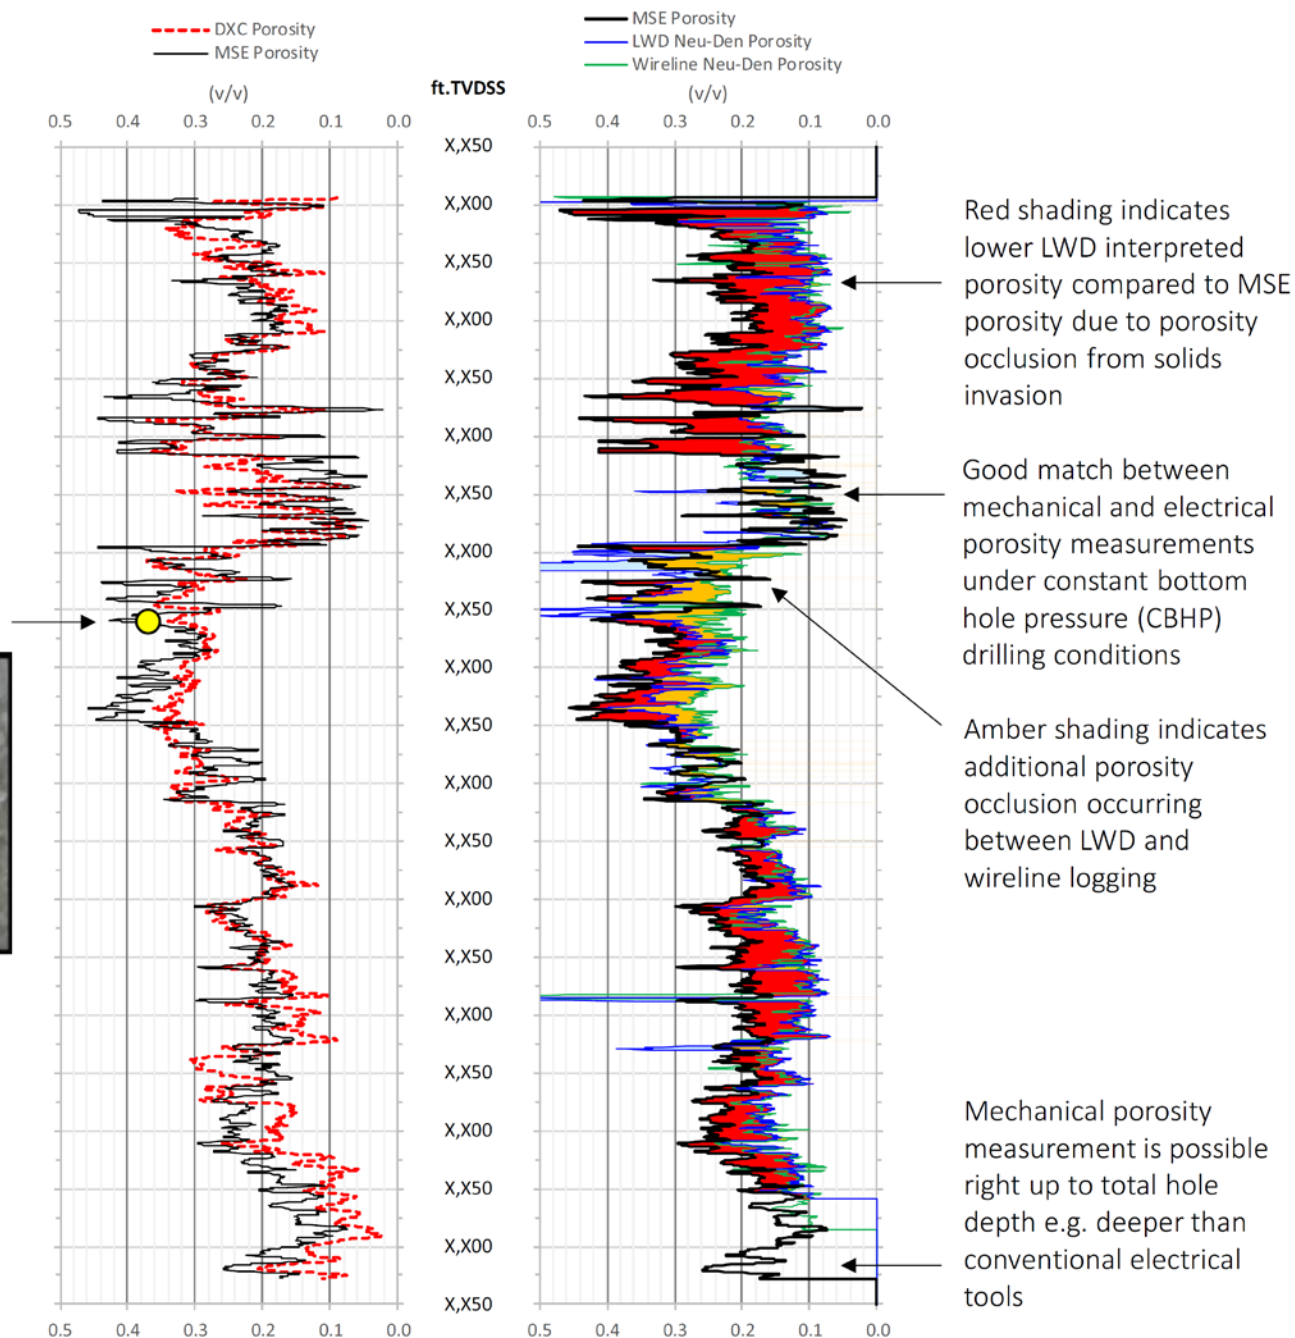 DXC Porosity
MSE Porosity
MSE Porosity
LWD Neu-Den Porosity
Wireline Neu-Den Porosity
(v/v)
ft.TVDSS
(v/v)
0.5 0.4 0.3 0.2 0.1 0.0
0.5 0.4 0.3 0.2 0.1 0.0
X,X50
X,X00
X,X50
X,X00
X,X50
X,X00
X,X50
X,X00
X,X50
X,X00
X,X50
X,X00
X,X50
X,X00
X,X50
X,X00
X,X50
X,X00
X,X50
X,X00
X,X50
0.5 0.4 0.3 0.2 0.1 0.0
0.5 0.4 0.3 0.2 0.1 0.0
Red shading indicates
lower LWD interpreted
porosity compared to MSE
porosity due to porosity
occlusion from solids
invasion
Good match between
mechanical and electrical
porosity measurements
under constant bottom
hole pressure (CBHP)
drilling conditions
Amber shading indicates
additional porosity
occlusion occurring
between LWD and
wireline logging
Mechanical porosity
measurement is possible
right up to total hole
depth e.g. deeper than
conventional electrical
tools